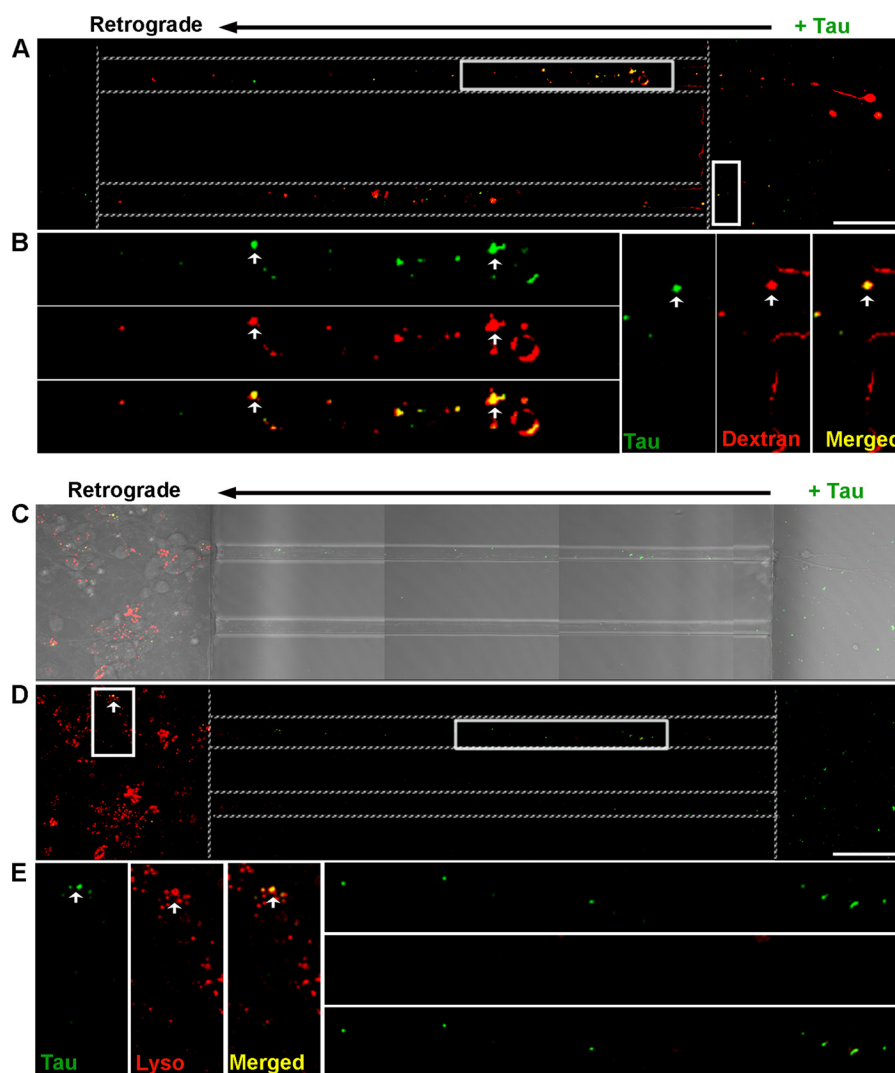 Retrograde + Tau
A
B
Tau Dextran Merged
Retrograde + Tau
C
D
E
Tau Lyso Merged